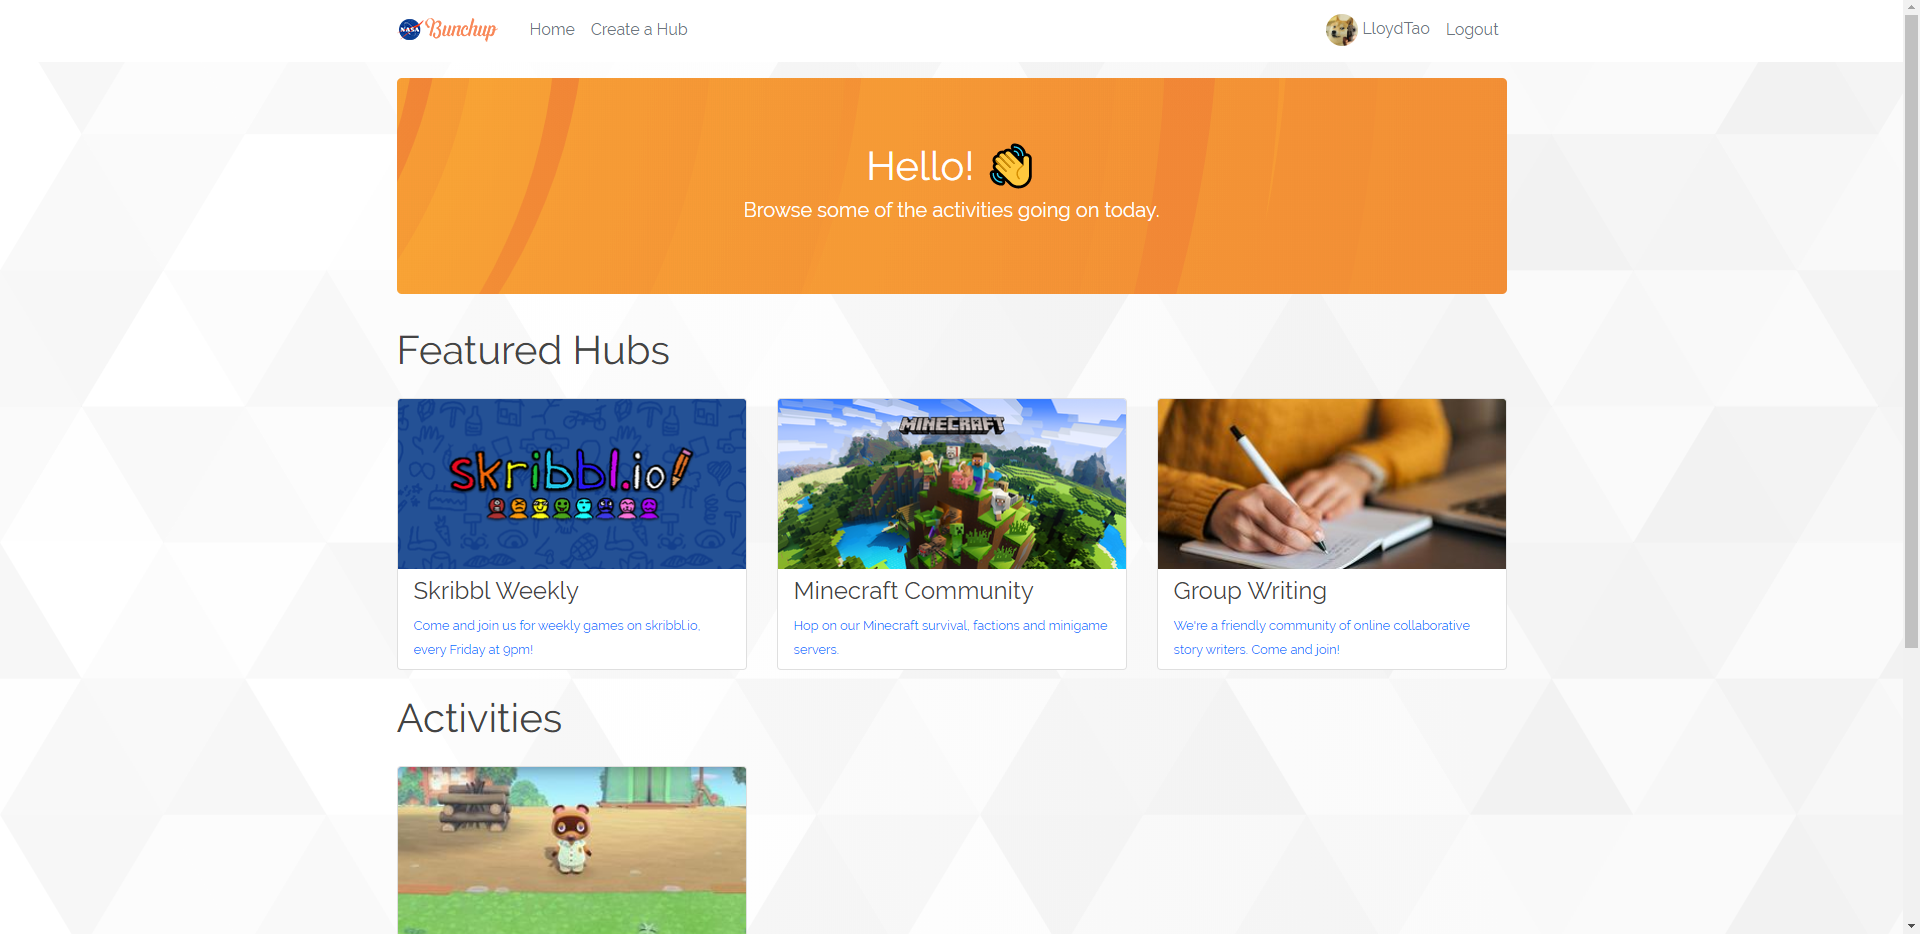 NASA Bunchup Home Create a Hub LloydTao Logout
Hello! 👋
Browse some of the activities going on today.
Featured Hubs
skribbl.io
MINECRAFT
Skribbl Weekly
Come and join us for weekly games on skribbl.io,
every Friday at 9pm!
Minecraft Community
Hop on our Minecraft survival, factions and minigame
servers.
Group Writing
We're a friendly community of online collaborative
story writers. Come and join!
Activities